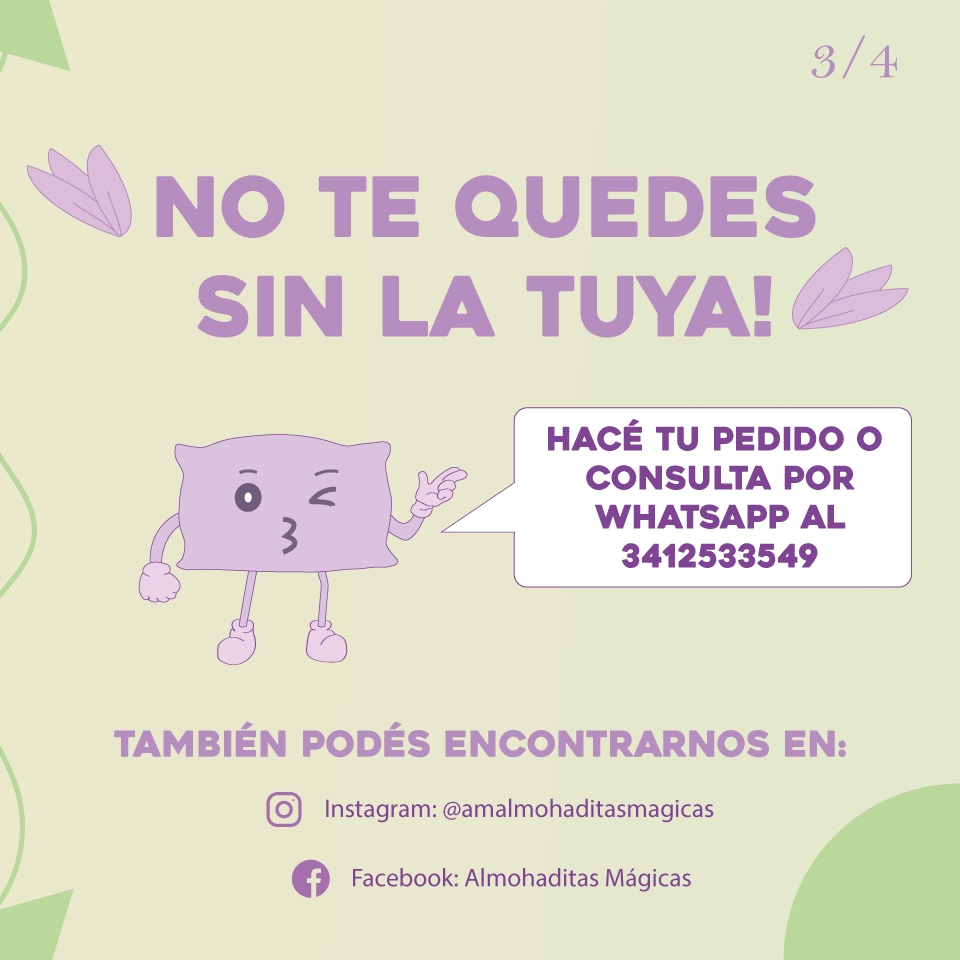 3/4
NO TE QUEDES
SIN LA TUYA!
HACÉ TU PEDIDO O
CONSULTA POR
WHATSAPP AL
3412533549
TAMBIÉN PODÉS ENCONTRARNOS EN:
Instagram: @amalmohaditasmagicas
Facebook: Almohaditas Mágicas